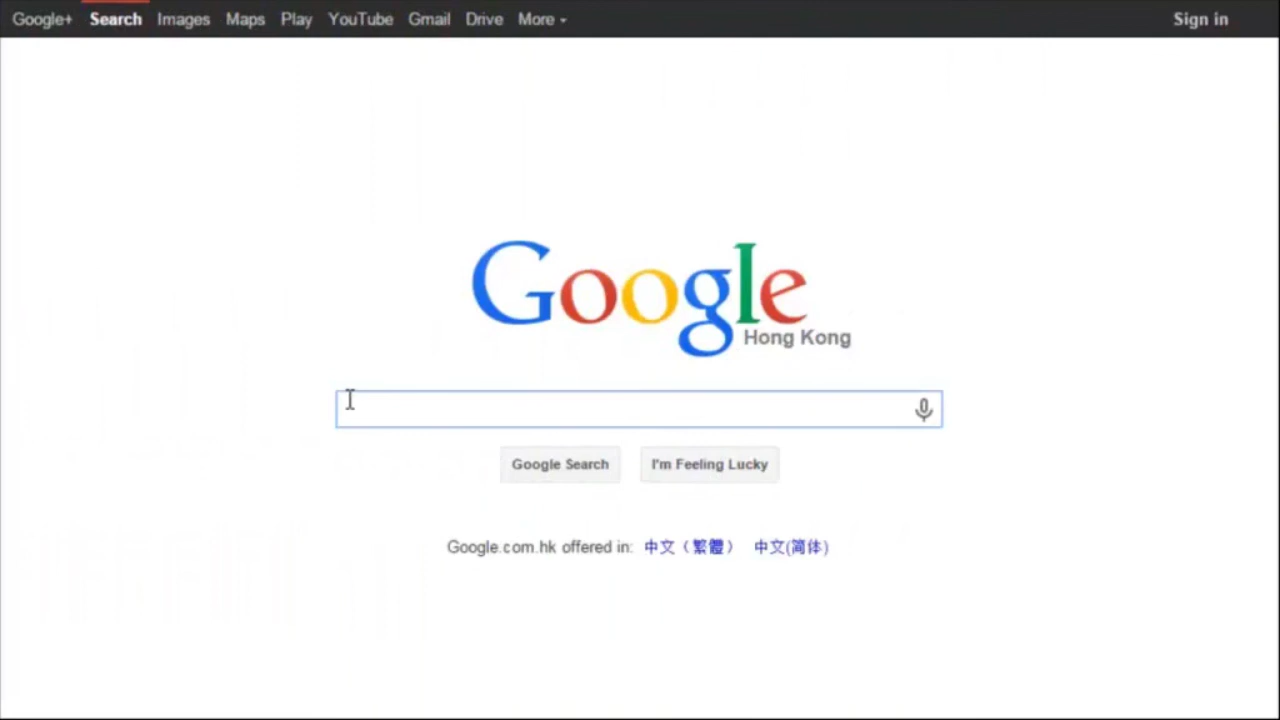 Google+ Search Images Maps Play YouTube Gmail Drive More Sign in
Google
Hong Kong
Google Search I'm Feeling Lucky
Google.com.hk offered in: 中文（繁體） 中文(简体)